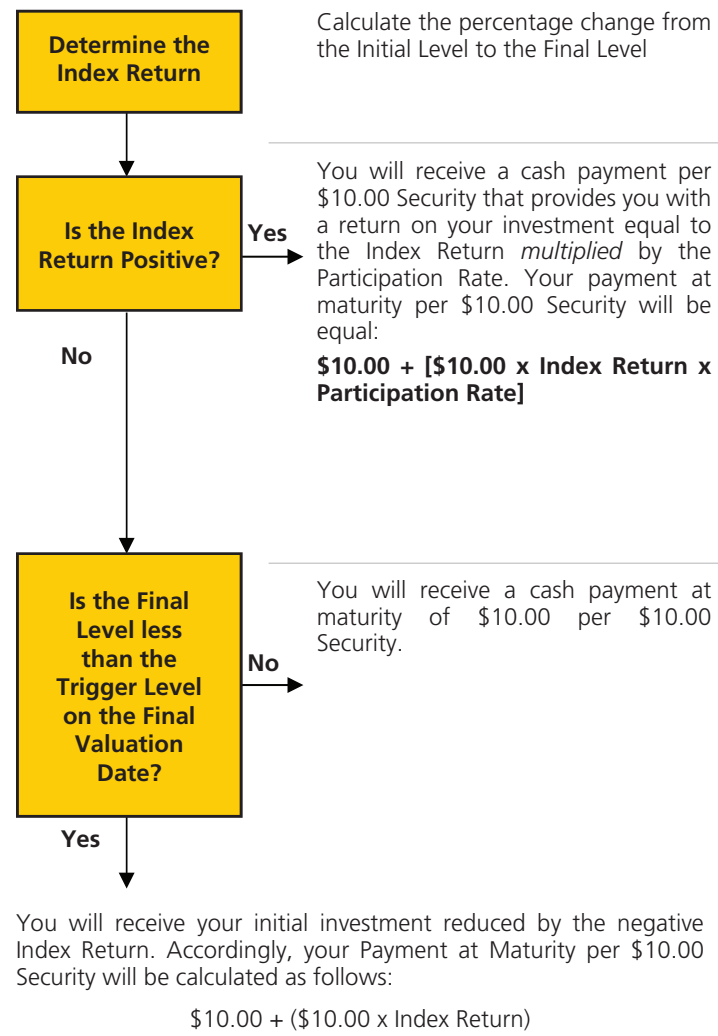 Determine the
Index Return
Calculate the percentage change from
the Initial Level to the Final Level
Is the Index
Return Positive?
Yes
You will receive a cash payment per
$10.00 Security that provides you with
a return on your investment equal to
the Index Return multiplied by the
Participation Rate. Your payment at
maturity per $10.00 Security will be
equal:
$10.00 + [$10.00 x Index Return x
Participation Rate]
No
Is the Final
Level less
than the
Trigger Level
on the Final
Valuation
Date?
No
You will receive a cash payment at
maturity of $10.00 per $10.00
Security.
Yes
You will receive your initial investment reduced by the negative
Index Return. Accordingly, your Payment at Maturity per $10.00
Security will be calculated as follows:
$10.00 + ($10.00 x Index Return)